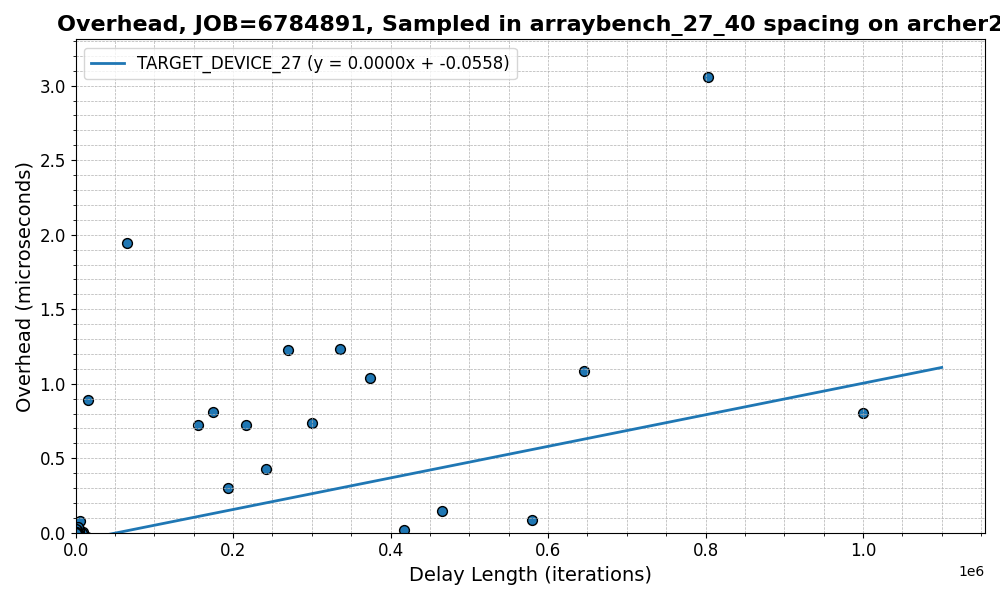 Overhead, JOB=6784891, Sampled in arraybench_27_40 spacing on archer2
TARGET_DEVICE_27 (y = 0.0000x + -0.0558)
Overhead (microseconds)
3.0
2.5
2.0
1.5
1.0
0.5
0.0
0.0 0.2 0.4 0.6 0.8 1.0
1e6
Delay Length (iterations)